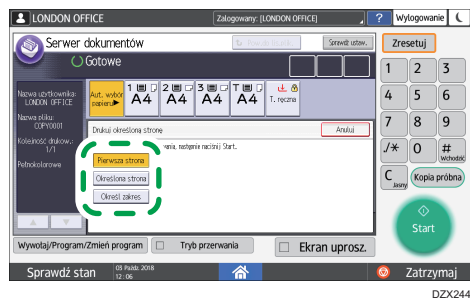 LONDON OFFICE
Zalogowany: [LONDON OFFICE]
?
Wylogowanie
Serwer dokumentów
Sprawdź ustaw.
Zresetuj
Gotowe
1 2 3
Nazwa użytkownika:
LONDON OFFICE
Aut. wybór
papieru▶
1 A4
2 A4
3 A4
T A4
T. ręczna
4 5 6
Nazwa pliku:
COPY0001
7 8 9
Drukuj określoną stronę
Anuluj
Kolejność drukow.:
1/1
wania, następnie naciśnij Start.
./* 0 #
Wchodzić
Pełnokolorowe
Pierwsza strona
Określona strona
Określ zakres
C
Jasny
Kopia próbna
Start
Wywołaj/Program/Zmień program
Tryb przerwania
Ekran uprosz.
Sprawdź stan
03 Paźdz. 2018
12:06
Zatrzymaj
DZX244